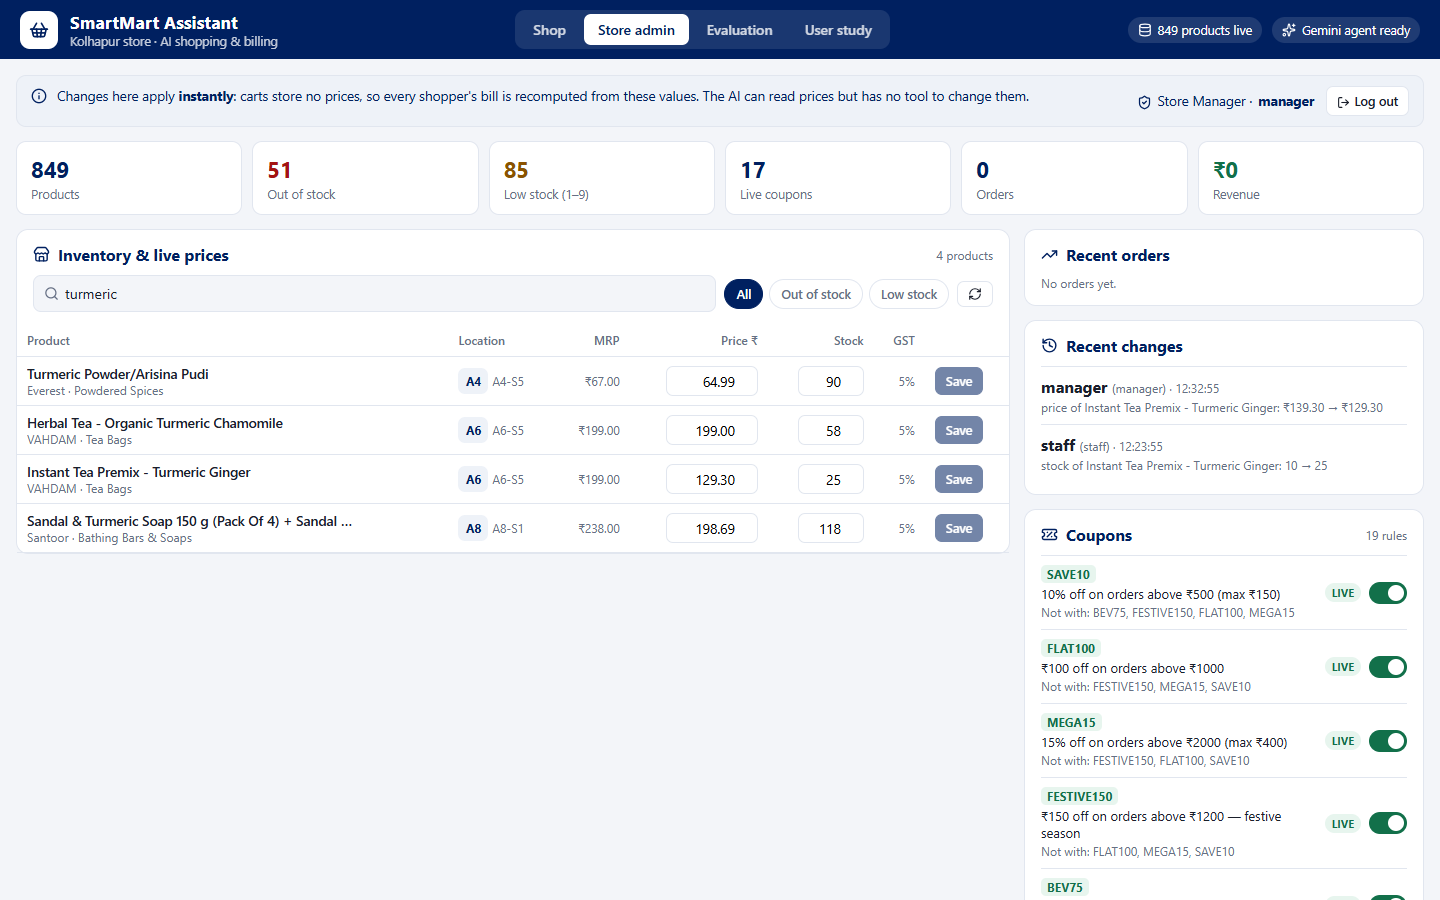 SmartMart Assistant
Kolhapur store · AI shopping & billing
Shop
Store admin
Evaluation
User study
849 products live
Gemini agent ready
Changes here apply instantly: carts store no prices, so every shopper's bill is recomputed from these values. The AI can read prices but has no tool to change them.
Store Manager · manager
Log out
849
Products
51
Out of stock
85
Low stock (1–9)
17
Live coupons
0
Orders
₹0
Revenue
Inventory & live prices
4 products
turmeric
All
Out of stock
Low stock
Product Location MRP Price ₹ Stock GST
Turmeric Powder/Arisina Pudi
Everest · Powdered Spices
A4 A4-S5 ₹67.00 64.99 90 5% Save
Herbal Tea - Organic Turmeric Chamomile
VAHDAM · Tea Bags
A6 A6-S5 ₹199.00 199.00 58 5% Save
Instant Tea Premix - Turmeric Ginger
VAHDAM · Tea Bags
A6 A6-S5 ₹199.00 129.30 25 5% Save
Sandal & Turmeric Soap 150 g (Pack Of 4) + Sandal ...
Santoor · Bathing Bars & Soaps
A8 A8-S1 ₹238.00 198.69 118 5% Save
Recent orders
No orders yet.
Recent changes
manager (manager) · 12:32:55
price of Instant Tea Premix - Turmeric Ginger: ₹139.30 → ₹129.30
staff (staff) · 12:23:55
stock of Instant Tea Premix - Turmeric Ginger: 10 → 25
Coupons
19 rules
SAVE10
10% off on orders above ₹500 (max ₹150)
Not with: BEV75, FESTIVE150, FLAT100, MEGA15
LIVE
FLAT100
₹100 off on orders above ₹1000
Not with: FESTIVE150, MEGA15, SAVE10
LIVE
MEGA15
15% off on orders above ₹2000 (max ₹400)
Not with: FESTIVE150, FLAT100, SAVE10
LIVE
FESTIVE150
₹150 off on orders above ₹1200 — festive
season
Not with: FLAT100, MEGA15, SAVE10
LIVE
BEV75